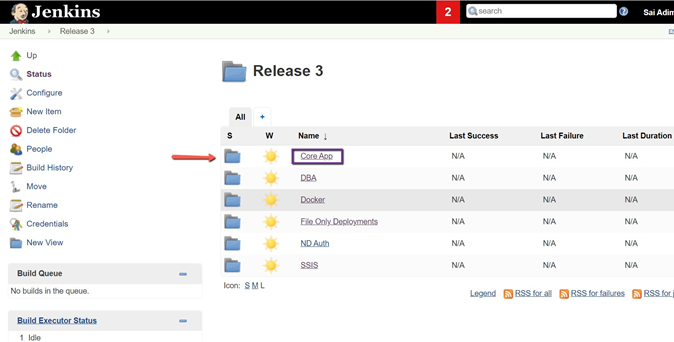 Jenkins
2
search
Sai Adim
Jenkins
Release 3
Up
Status
Configure
New Item
Delete Folder
People
Build History
Move
Rename
Credentials
New View
Build Queue
No builds in the queue.
Build Executor Status
1 Idle
Release 3
All +
S W Name ↓ Last Success Last Failure Last Duration
Core App N/A N/A N/A
DBA N/A N/A N/A
Docker N/A N/A N/A
File Only Deployments N/A N/A N/A
ND Auth N/A N/A N/A
SSIS N/A N/A N/A
Icon: S M L
Legend RSS for all RSS for failures RSS for j